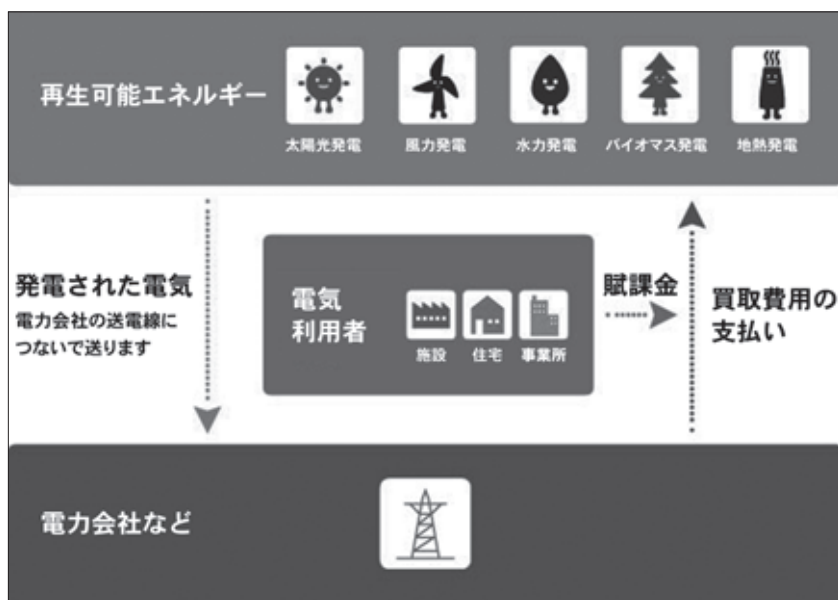 再生可能エネルギー
太陽光発電
風力発電
水力発電
バイオマス発電
地熱発電
発電された電気
電力会社の送電線に
つないで送ります
電気
利用者
施設
住宅
事業所
賦課金
買取費用の
支払い
電力会社など